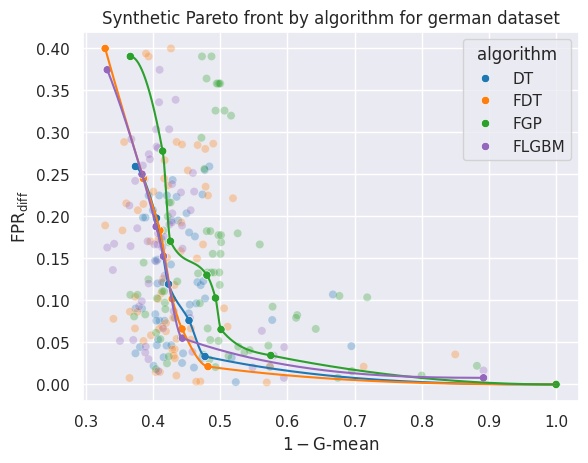 Synthetic Pareto front by algorithm for german dataset
algorithm
DT
FDT
FGP
FLGBM
FPR_diff
0.40
0.35
0.30
0.25
0.20
0.15
0.10
0.05
0.00
0.3 0.4 0.5 0.6 0.7 0.8 0.9 1.0
1 − G-mean